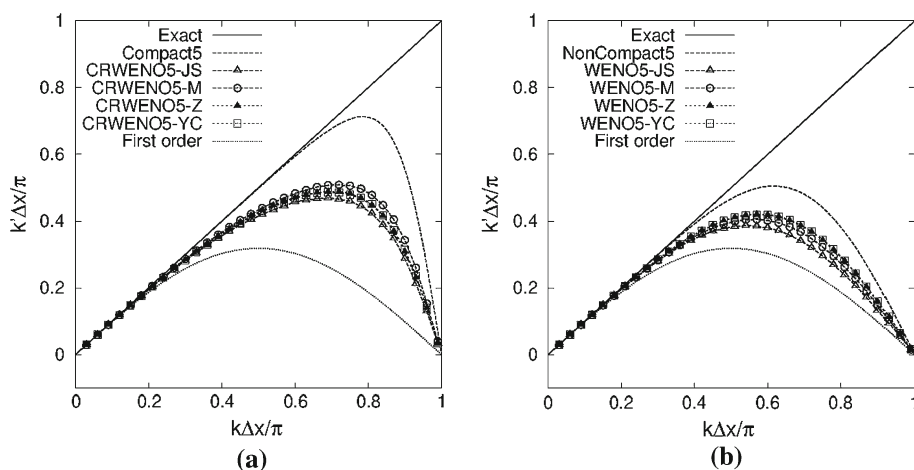 1
0.8
0.6
0.4
0.2
0
0 0.2 0.4 0.6 0.8 1
k'Δx/π
kΔx/π
Exact
Compact5
CRWENO5-JS
CRWENO5-M
CRWENO5-Z
CRWENO5-YC
First order
(a)
1
0.8
0.6
0.4
0.2
0
0 0.2 0.4 0.6 0.8 1
k'Δx/π
kΔx/π
Exact
NonCompact5
WENO5-JS
WENO5-M
WENO5-Z
WENO5-YC
First order
(b)